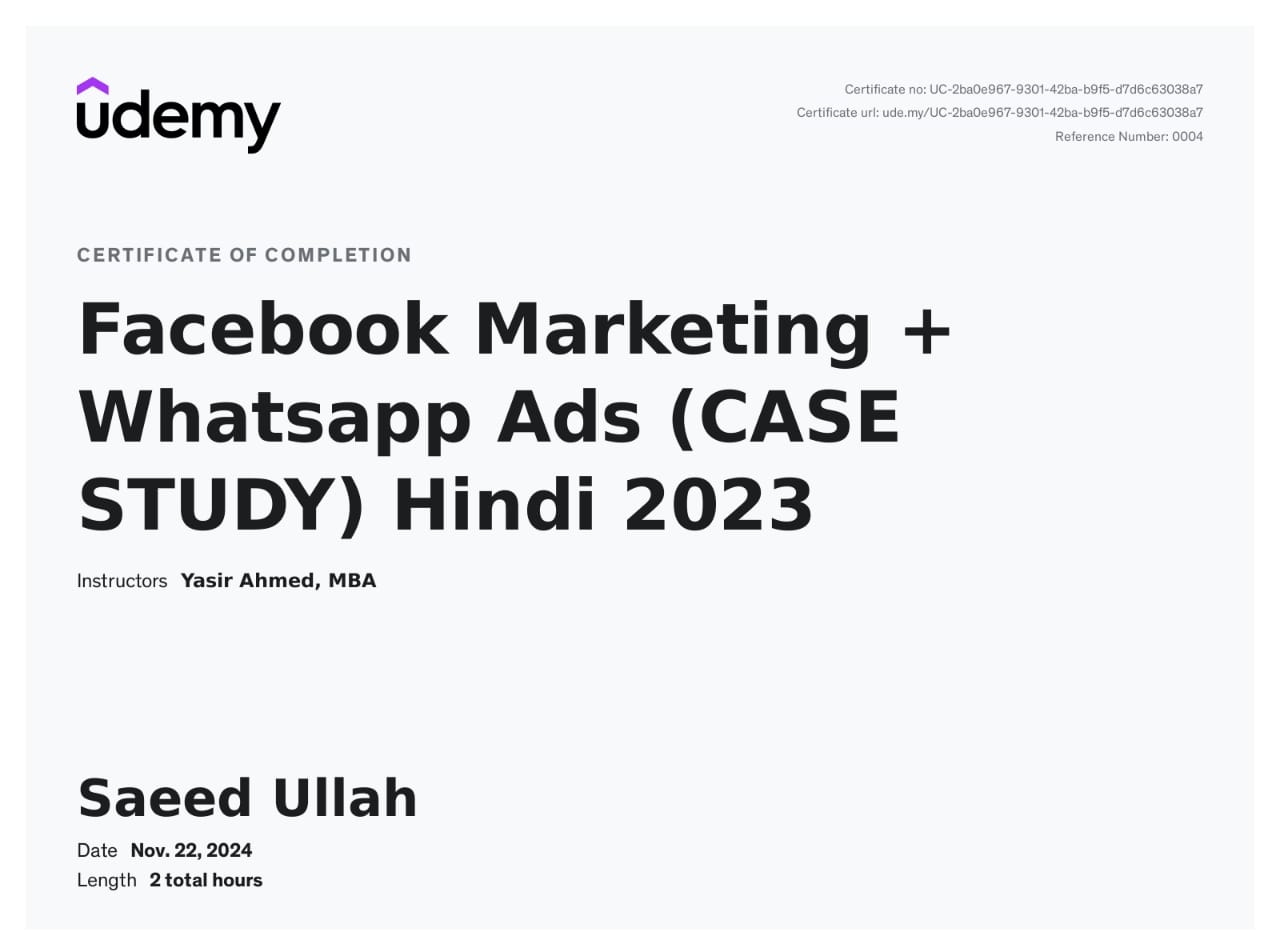 udemy
Certificate no: UC-2ba0e967-9301-42ba-b9f5-d7d6c63038a7
Certificate url: ude.my/UC-2ba0e967-9301-42ba-b9f5-d7d6c63038a7
Reference Number: 0004
CERTIFICATE OF COMPLETION
Facebook Marketing +
Whatsapp Ads (CASE
STUDY) Hindi 2023
Instructors Yasir Ahmed, MBA
Saeed Ullah
Date Nov. 22, 2024
Length 2 total hours